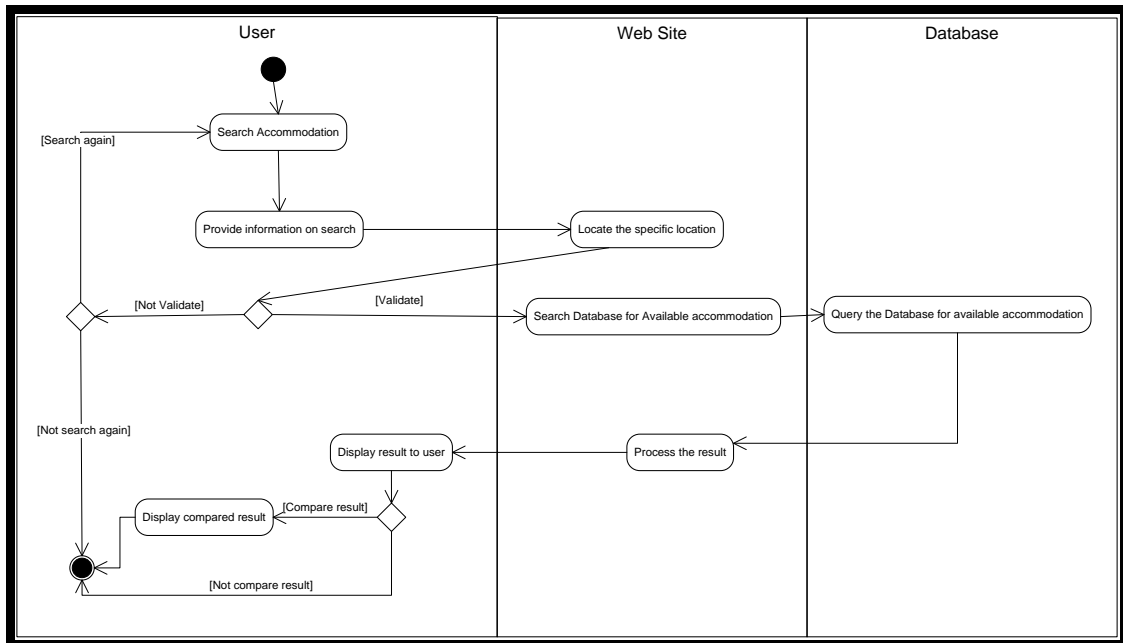 User
Web Site
Database
Search Accommodation
[Search again]
Provide information on search
Locate the specific location
[Not Validate]
[Validate]
Search Database for Available accommodation
Query the Database for available accommodation
[Not search again]
Display result to user
Process the result
[Compare result]
Display compared result
[Not compare result]